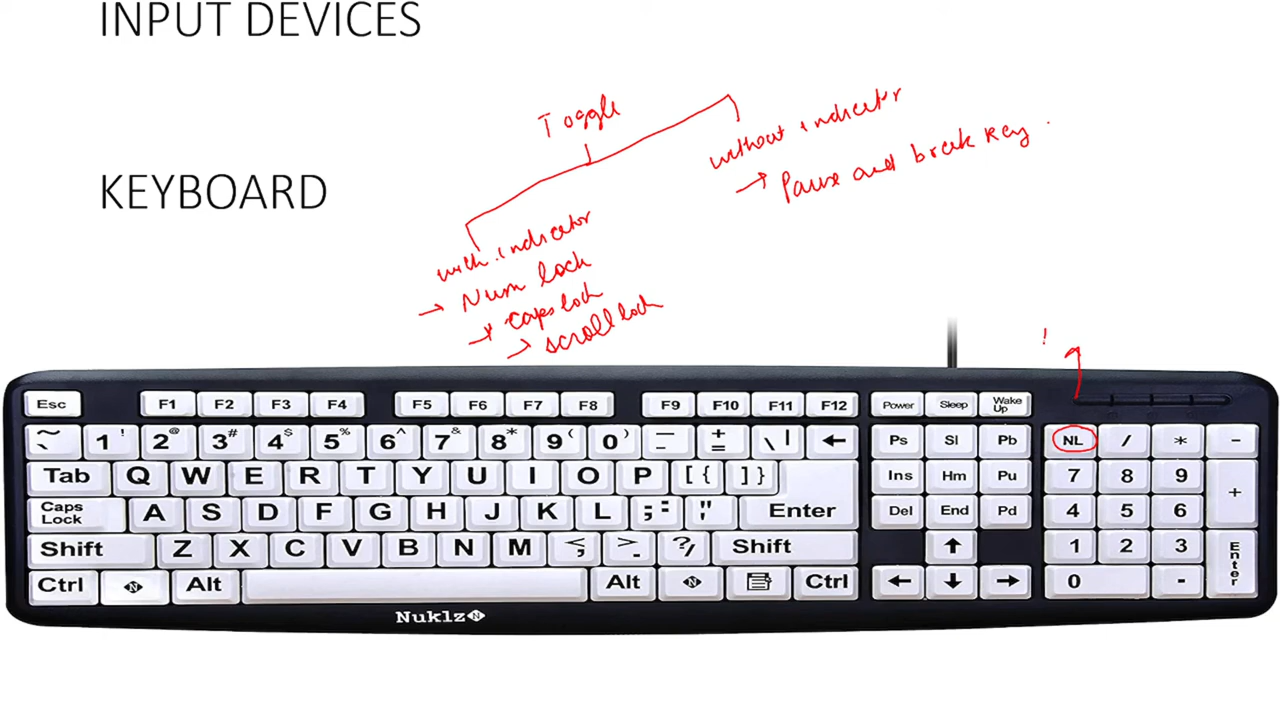 INPUT DEVICES
Toggle
without indicator
→ Pause and break key.
KEYBOARD
with indicator
→ Num lock
→ Caps lock
→ scroll lock
!
Esc F1 F2 F3 F4 F5 F6 F7 F8 F9 F10 F11 F12 Power Sleep Wake Up
~ ` 1 ! 2 @ 3 # 4 $ 5 % 6 ^ 7 & 8 * 9 ( 0 ) _ - + = \ | ← Ps Sl Pb NL / * -
Tab Q W E R T Y U I O P [ { ] } Ins Hm Pu 7 8 9 +
Caps Lock A S D F G H J K L ; : ' " Enter Del End Pd 4 5 6
Shift Z X C V B N M < , > . ? / Shift ↑ 1 2 3 Enter
Ctrl N Alt Alt N Ctrl ← ↓ → 0 -
Nuklz N